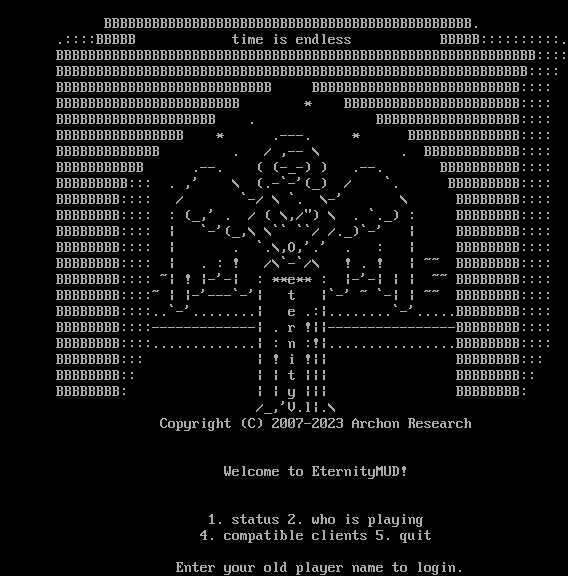 time is endless
eternity
Copyright (C) 2007-2023 Archon Research
Welcome to EternityMUD!
1. status 2. who is playing
4. compatible clients 5. quit
Enter your old player name to login.